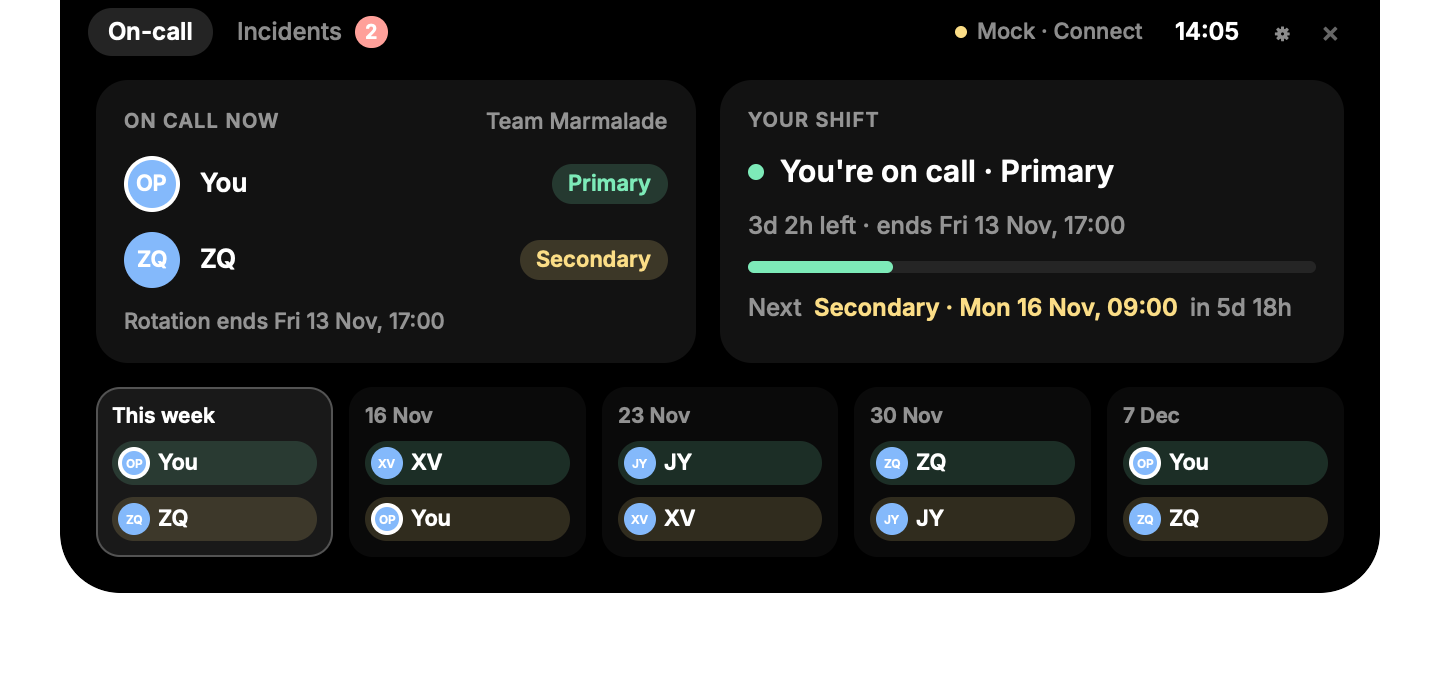 On-call Incidents 2 Mock · Connect 14:05
ON CALL NOW Team Marmalade
OP You Primary
ZQ ZQ Secondary
Rotation ends Fri 13 Nov, 17:00
YOUR SHIFT
You're on call · Primary
3d 2h left · ends Fri 13 Nov, 17:00
Next Secondary · Mon 16 Nov, 09:00 in 5d 18h
This week
OP You
ZQ ZQ
16 Nov
XV XV
OP You
23 Nov
JY JY
XV XV
30 Nov
ZQ ZQ
JY JY
7 Dec
OP You
ZQ ZQ